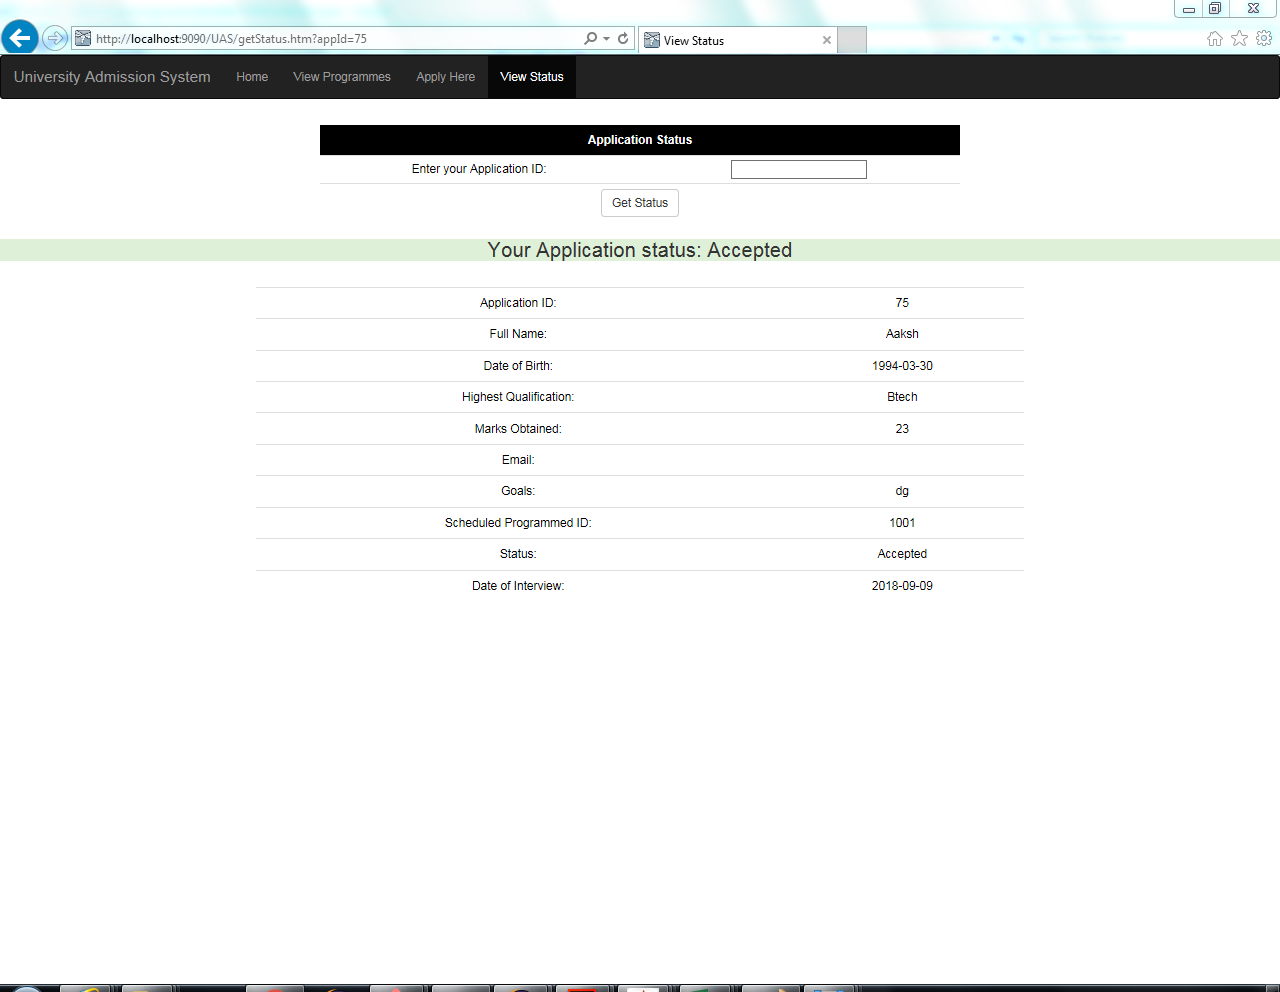 http://localhost:9090/UAS/getStatus.htm?appId=75
View Status
University Admission System Home View Programmes Apply Here View Status
Application Status
Enter your Application ID:
Get Status
Your Application status: Accepted
Application ID: 75
Full Name: Aaksh
Date of Birth: 1994-03-30
Highest Qualification: Btech
Marks Obtained: 23
Email:
Goals: dg
Scheduled Programmed ID: 1001
Status: Accepted
Date of Interview: 2018-09-09